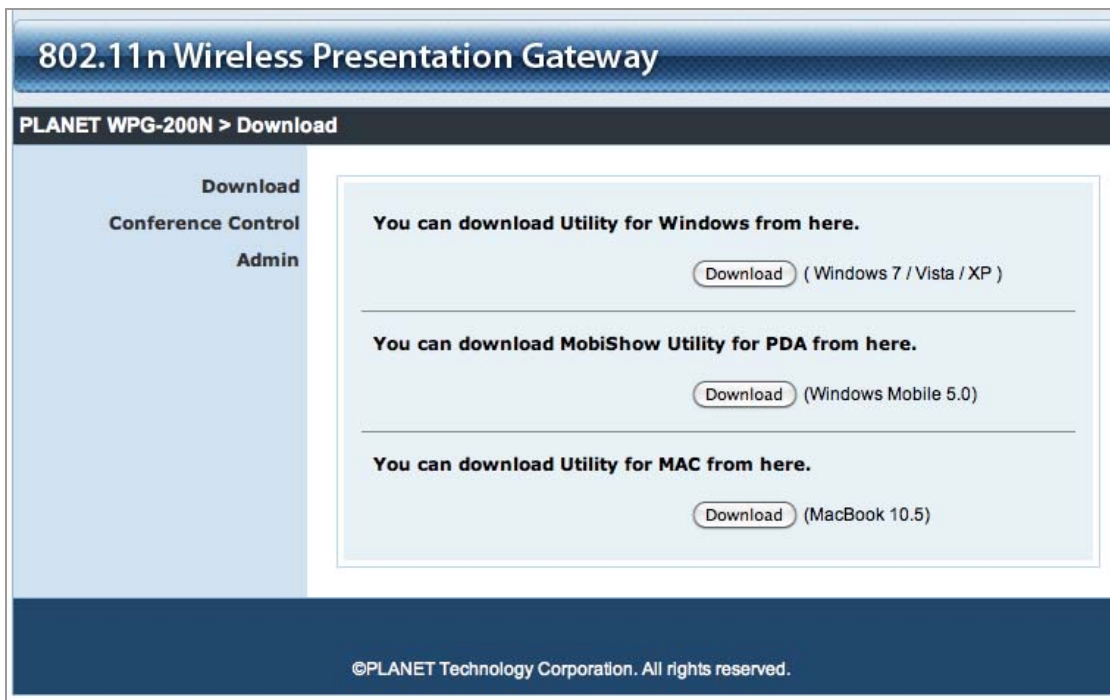 802.11n Wireless Presentation Gateway
PLANET WPG-200N > Download
Download
Conference Control
Admin
You can download Utility for Windows from here.
Download ( Windows 7 / Vista / XP )
You can download MobiShow Utility for PDA from here.
Download (Windows Mobile 5.0)
You can download Utility for MAC from here.
Download (MacBook 10.5)
©PLANET Technology Corporation. All rights reserved.